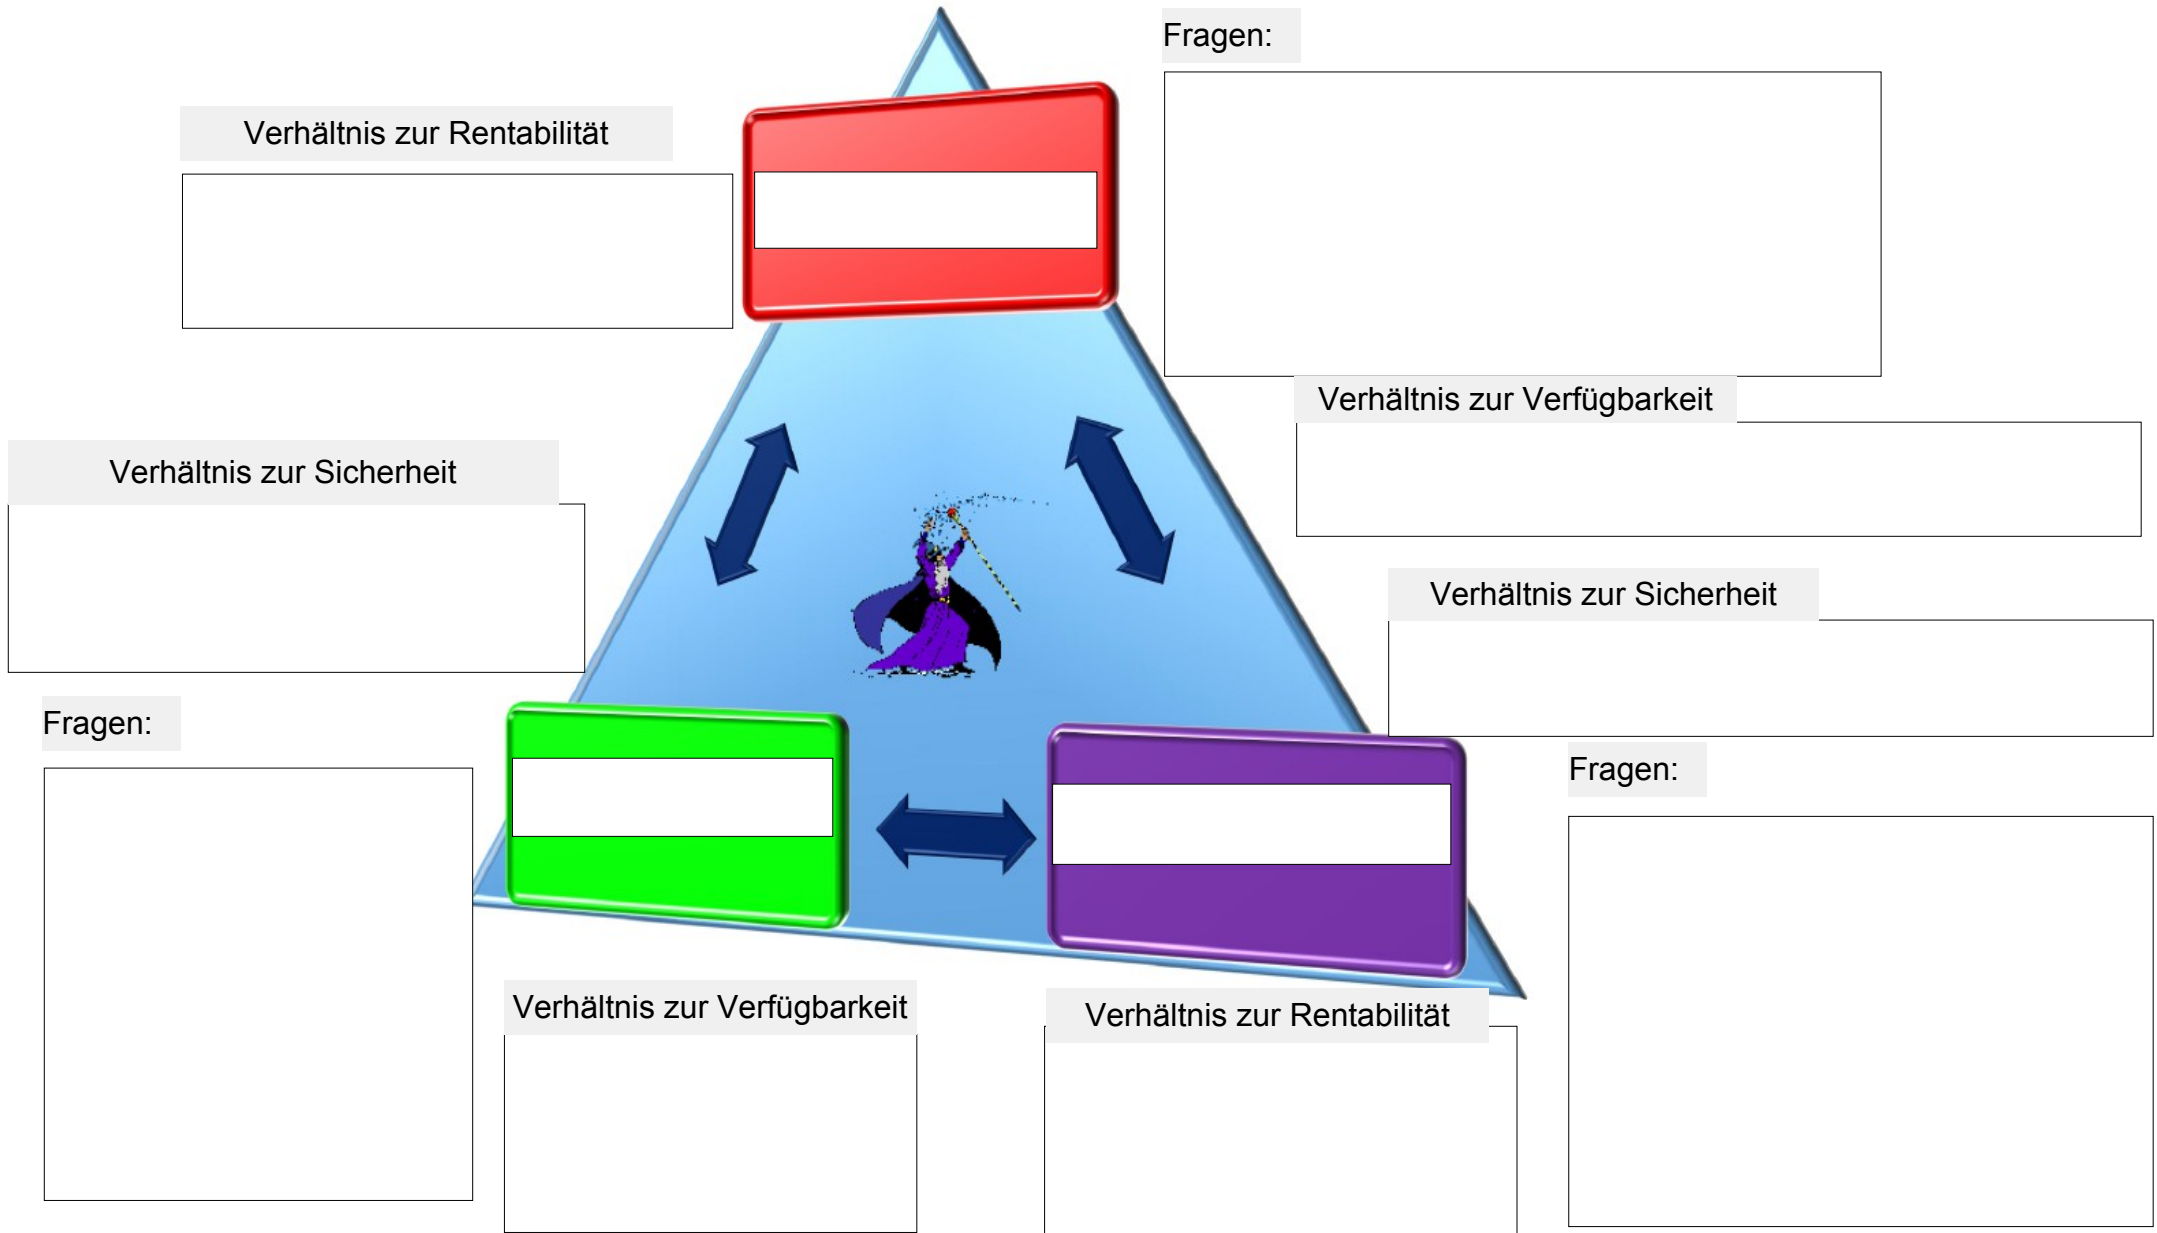 Fragen:
Verhältnis zur Rentabilität
Verhältnis zur Verfügbarkeit
Verhältnis zur Sicherheit
Verhältnis zur Sicherheit
Fragen:
Fragen:
Verhältnis zur Verfügbarkeit
Verhältnis zur Rentabilität